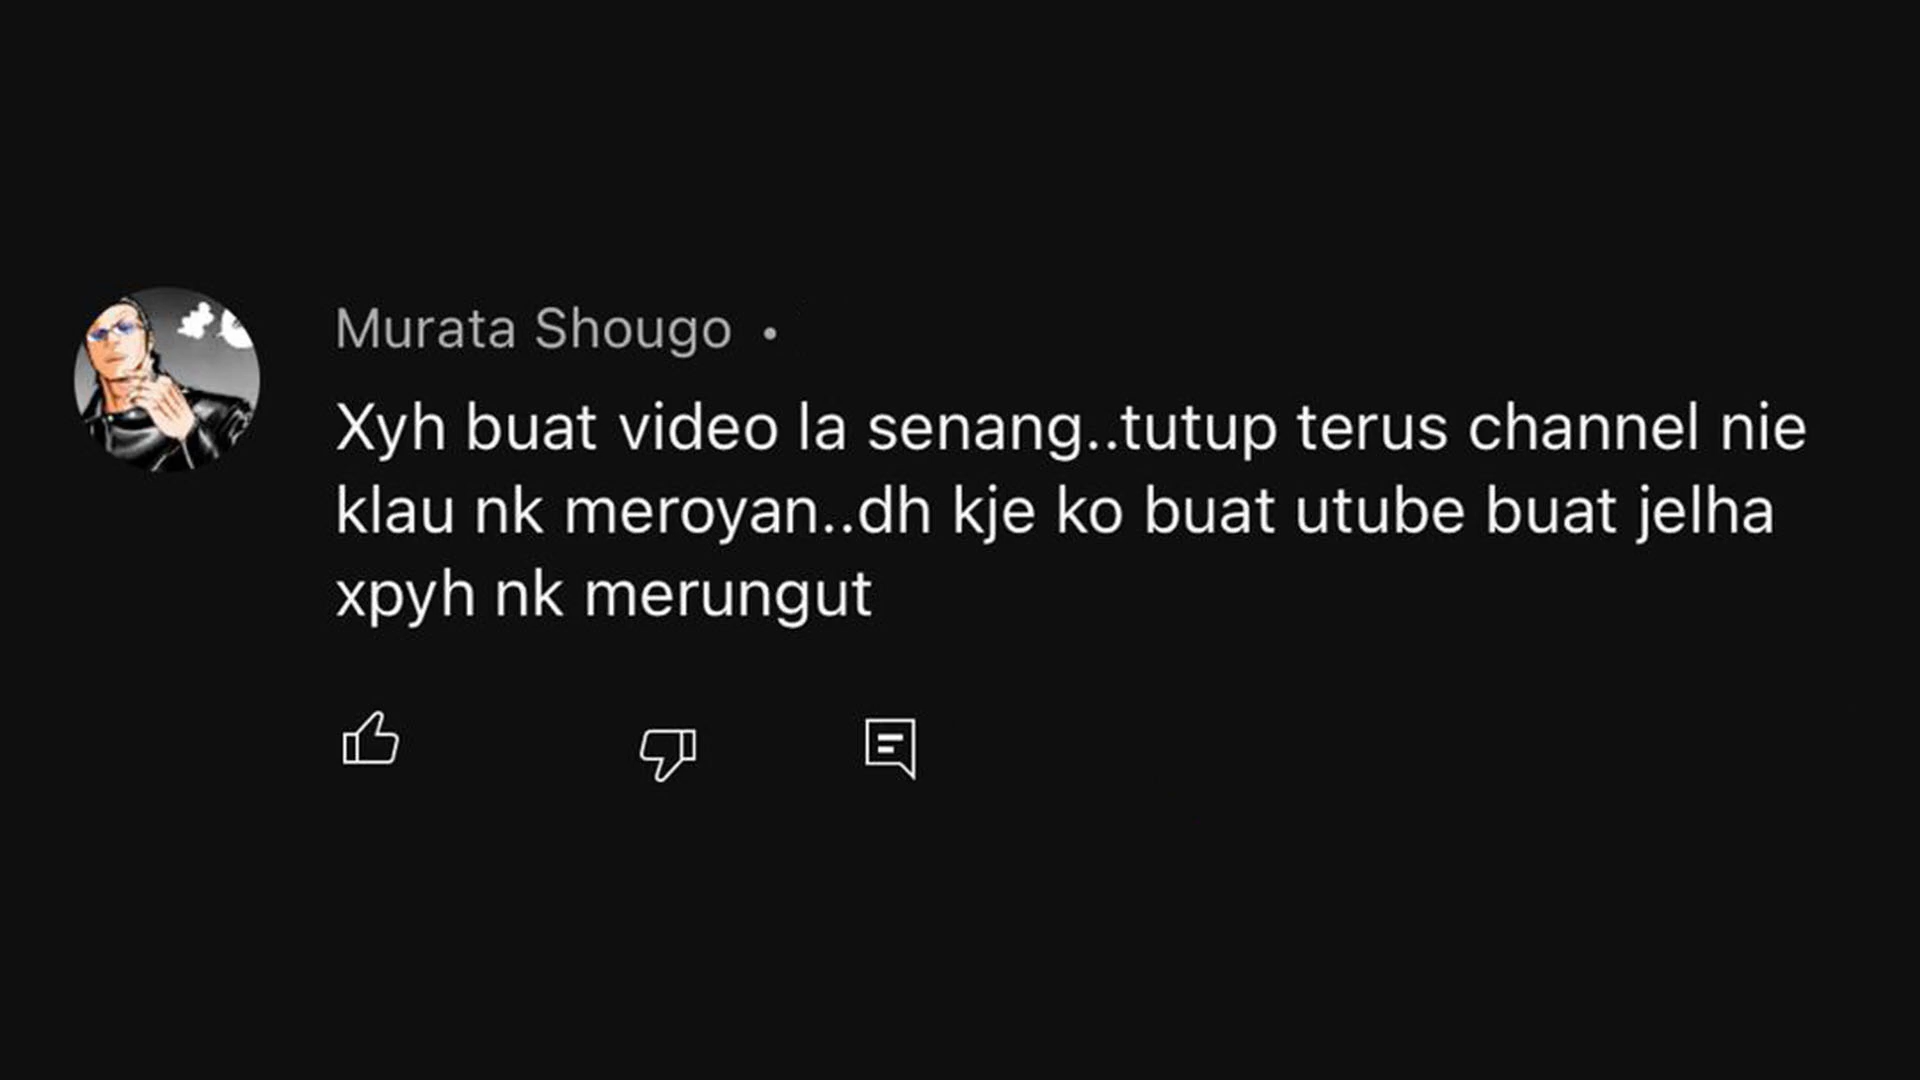 Murata Shougo •
Xyh buat video la senang..tutup terus channel nie
klau nk meroyan..dh kje ko buat utube buat jelha
xpyh nk merungut